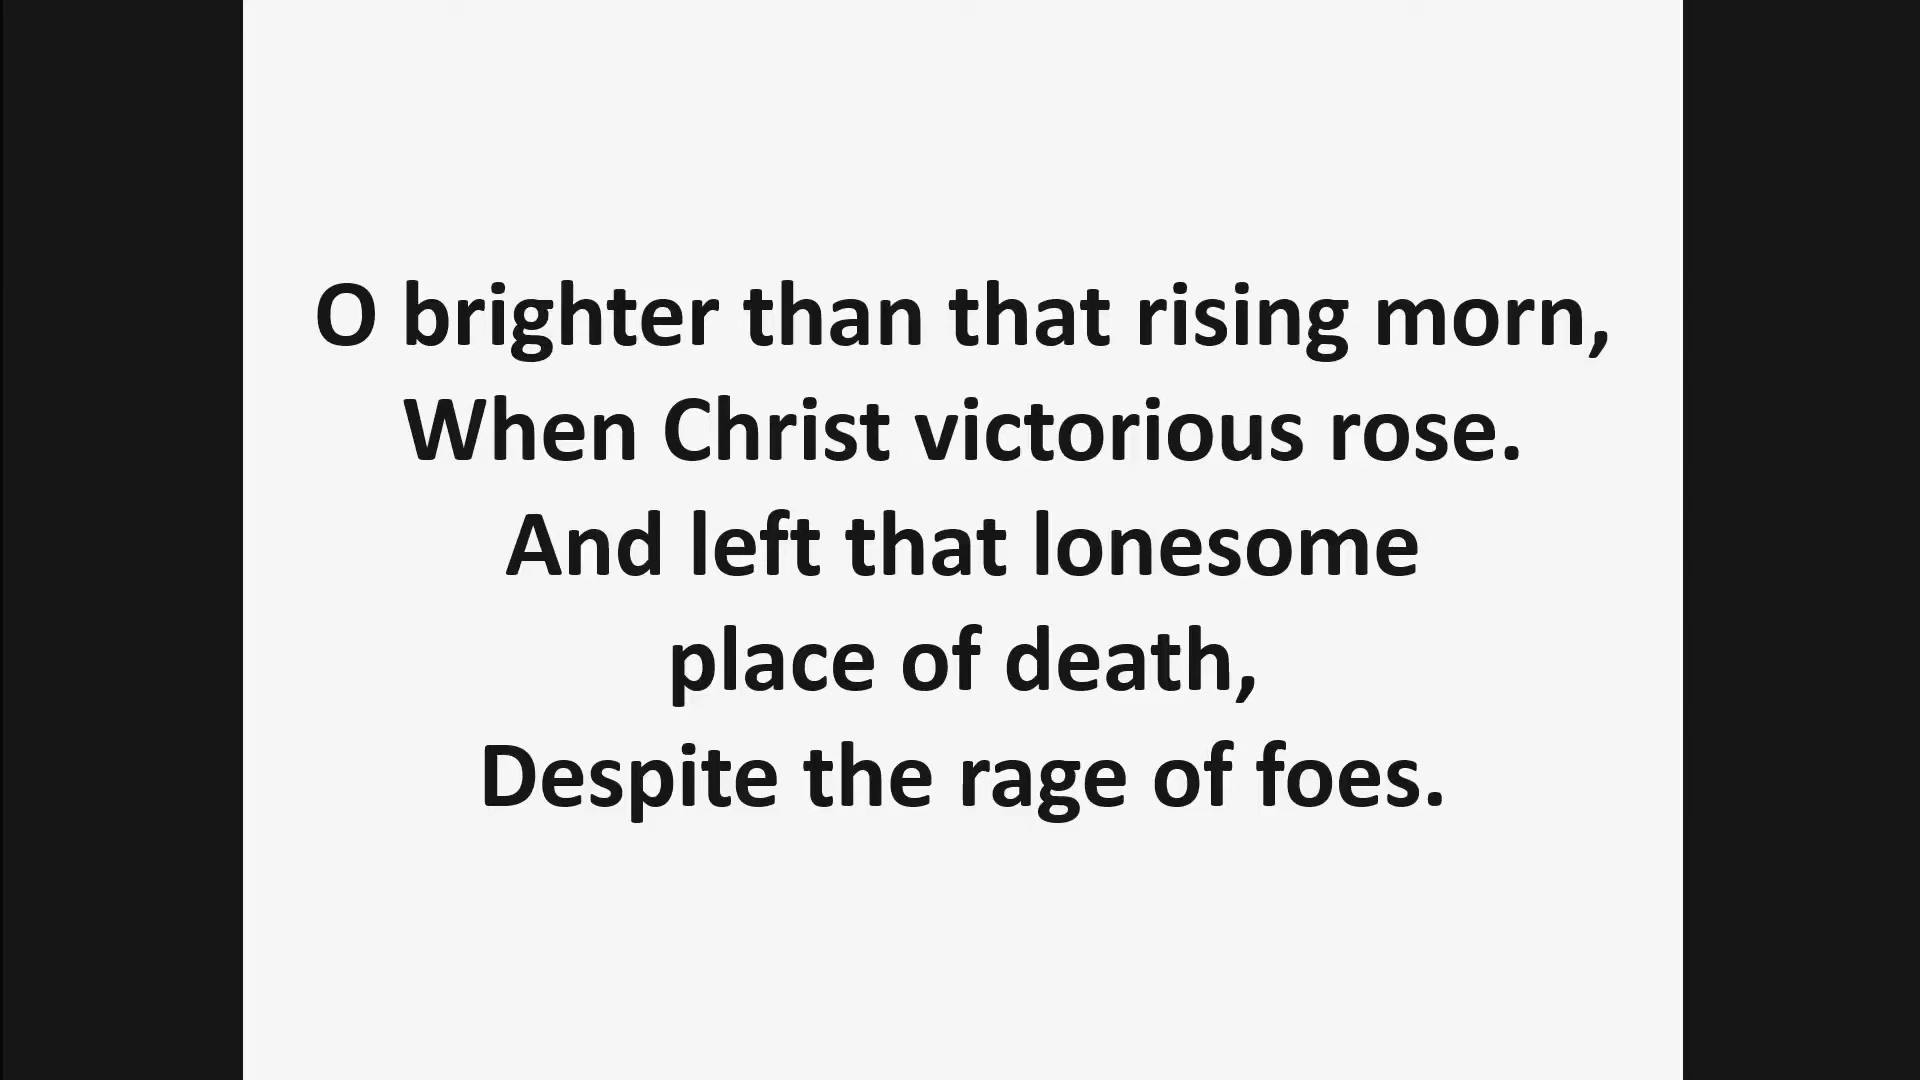 O brighter than that rising morn,
When Christ victorious rose.
And left that lonesome
place of death,
Despite the rage of foes.